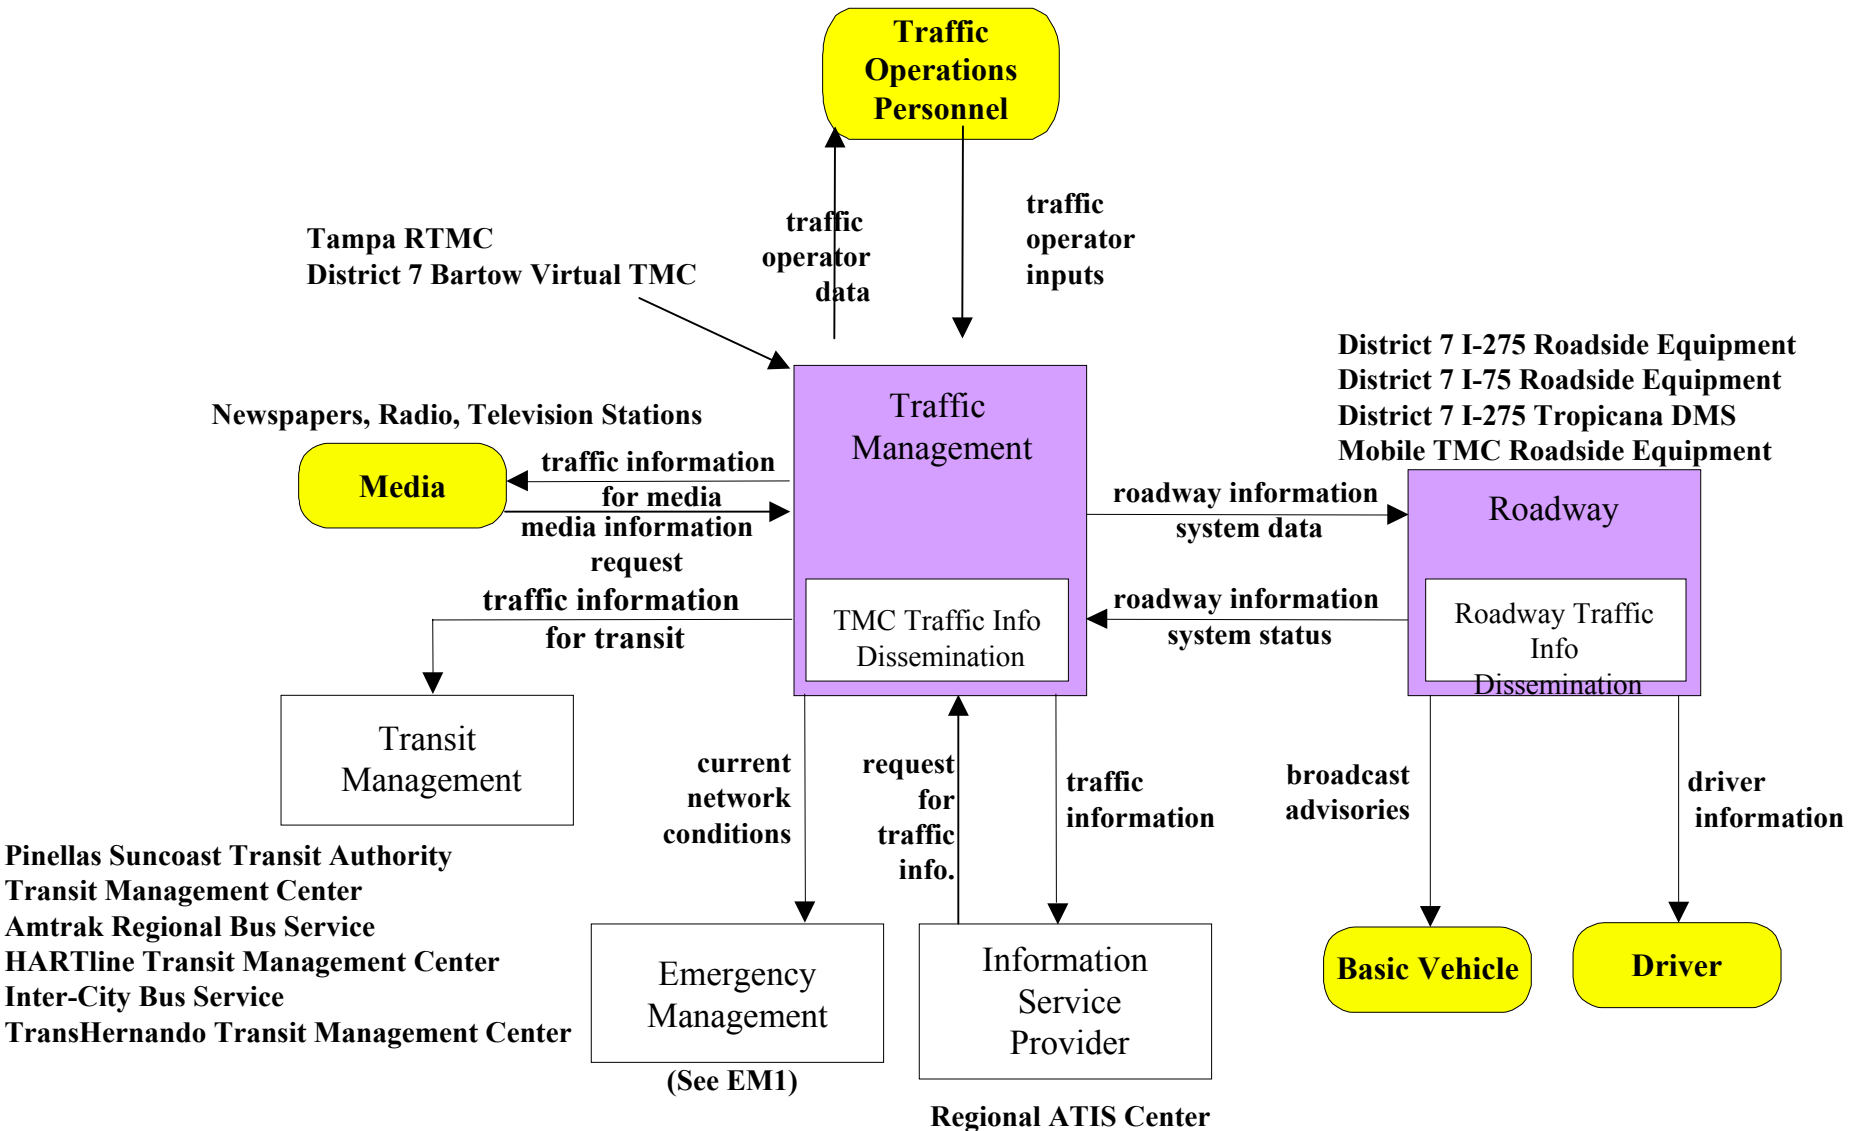 Traffic
Operations
Personnel
traffic
operator
data
traffic
operator
inputs
Tampa RTMC
District 7 Bartow Virtual TMC
District 7 I-275 Roadside Equipment
District 7 I-75 Roadside Equipment
District 7 I-275 Tropicana DMS
Mobile TMC Roadside Equipment
Newspapers, Radio, Television Stations
Media
traffic information
for media
media information
request
Traffic
Management
roadway information
system data
Roadway
traffic information
for transit
TMC Traffic Info
Dissemination
roadway information
system status
Roadway Traffic
Info
Dissemination
Transit
Management
current
network
conditions
request
for
traffic
info.
traffic
information
broadcast
advisories
driver
information
Pinellas Suncoast Transit Authority
Transit Management Center
Amtrak Regional Bus Service
HARTline Transit Management Center
Inter-City Bus Service
TransHernando Transit Management Center
Emergency
Management
(See EM1)
Information
Service
Provider
Regional ATIS Center
Basic Vehicle
Driver